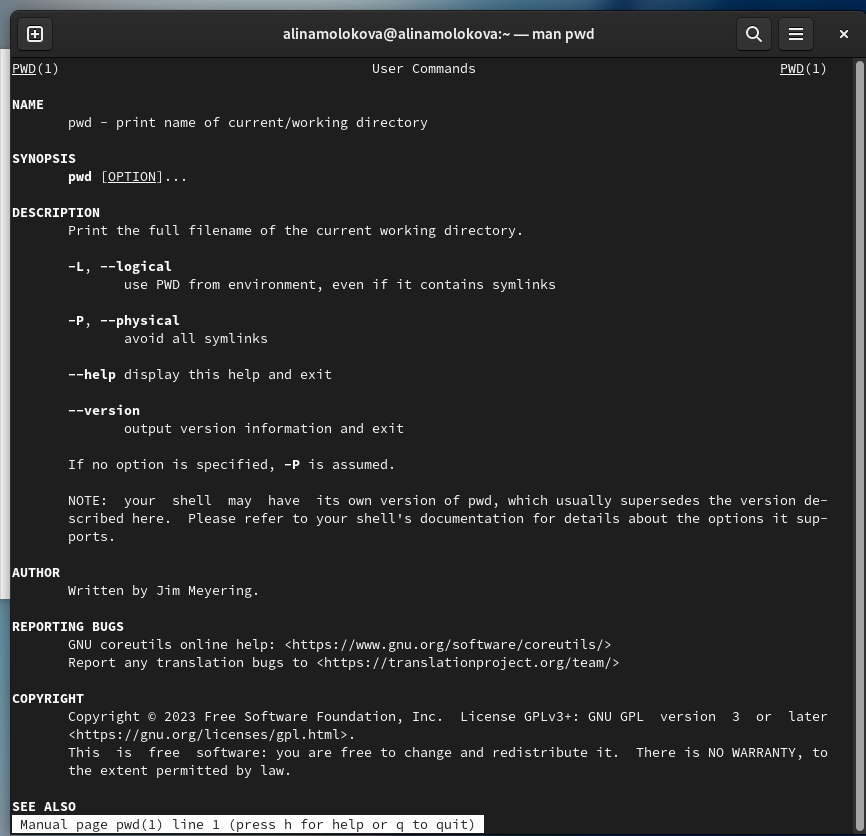 alinamolokova@alinamolokova:~ — man pwd
PWD(1) User Commands PWD(1)
NAME
pwd - print name of current/working directory
SYNOPSIS
pwd [OPTION]...
DESCRIPTION
Print the full filename of the current working directory.
-L, --logical
use PWD from environment, even if it contains symlinks
-P, --physical
avoid all symlinks
--help display this help and exit
--version
output version information and exit
If no option is specified, -P is assumed.
NOTE: your shell may have its own version of pwd, which usually supersedes the version de-
scribed here. Please refer to your shell's documentation for details about the options it sup-
ports.
AUTHOR
Written by Jim Meyering.
REPORTING BUGS
GNU coreutils online help: <https://www.gnu.org/software/coreutils/>
Report any translation bugs to <https://translationproject.org/team/>
COPYRIGHT
Copyright © 2023 Free Software Foundation, Inc. License GPLv3+: GNU GPL version 3 or later
<https://gnu.org/licenses/gpl.html>.
This is free software: you are free to change and redistribute it. There is NO WARRANTY, to
the extent permitted by law.
SEE ALSO
Manual page pwd(1) line 1 (press h for help or q to quit)